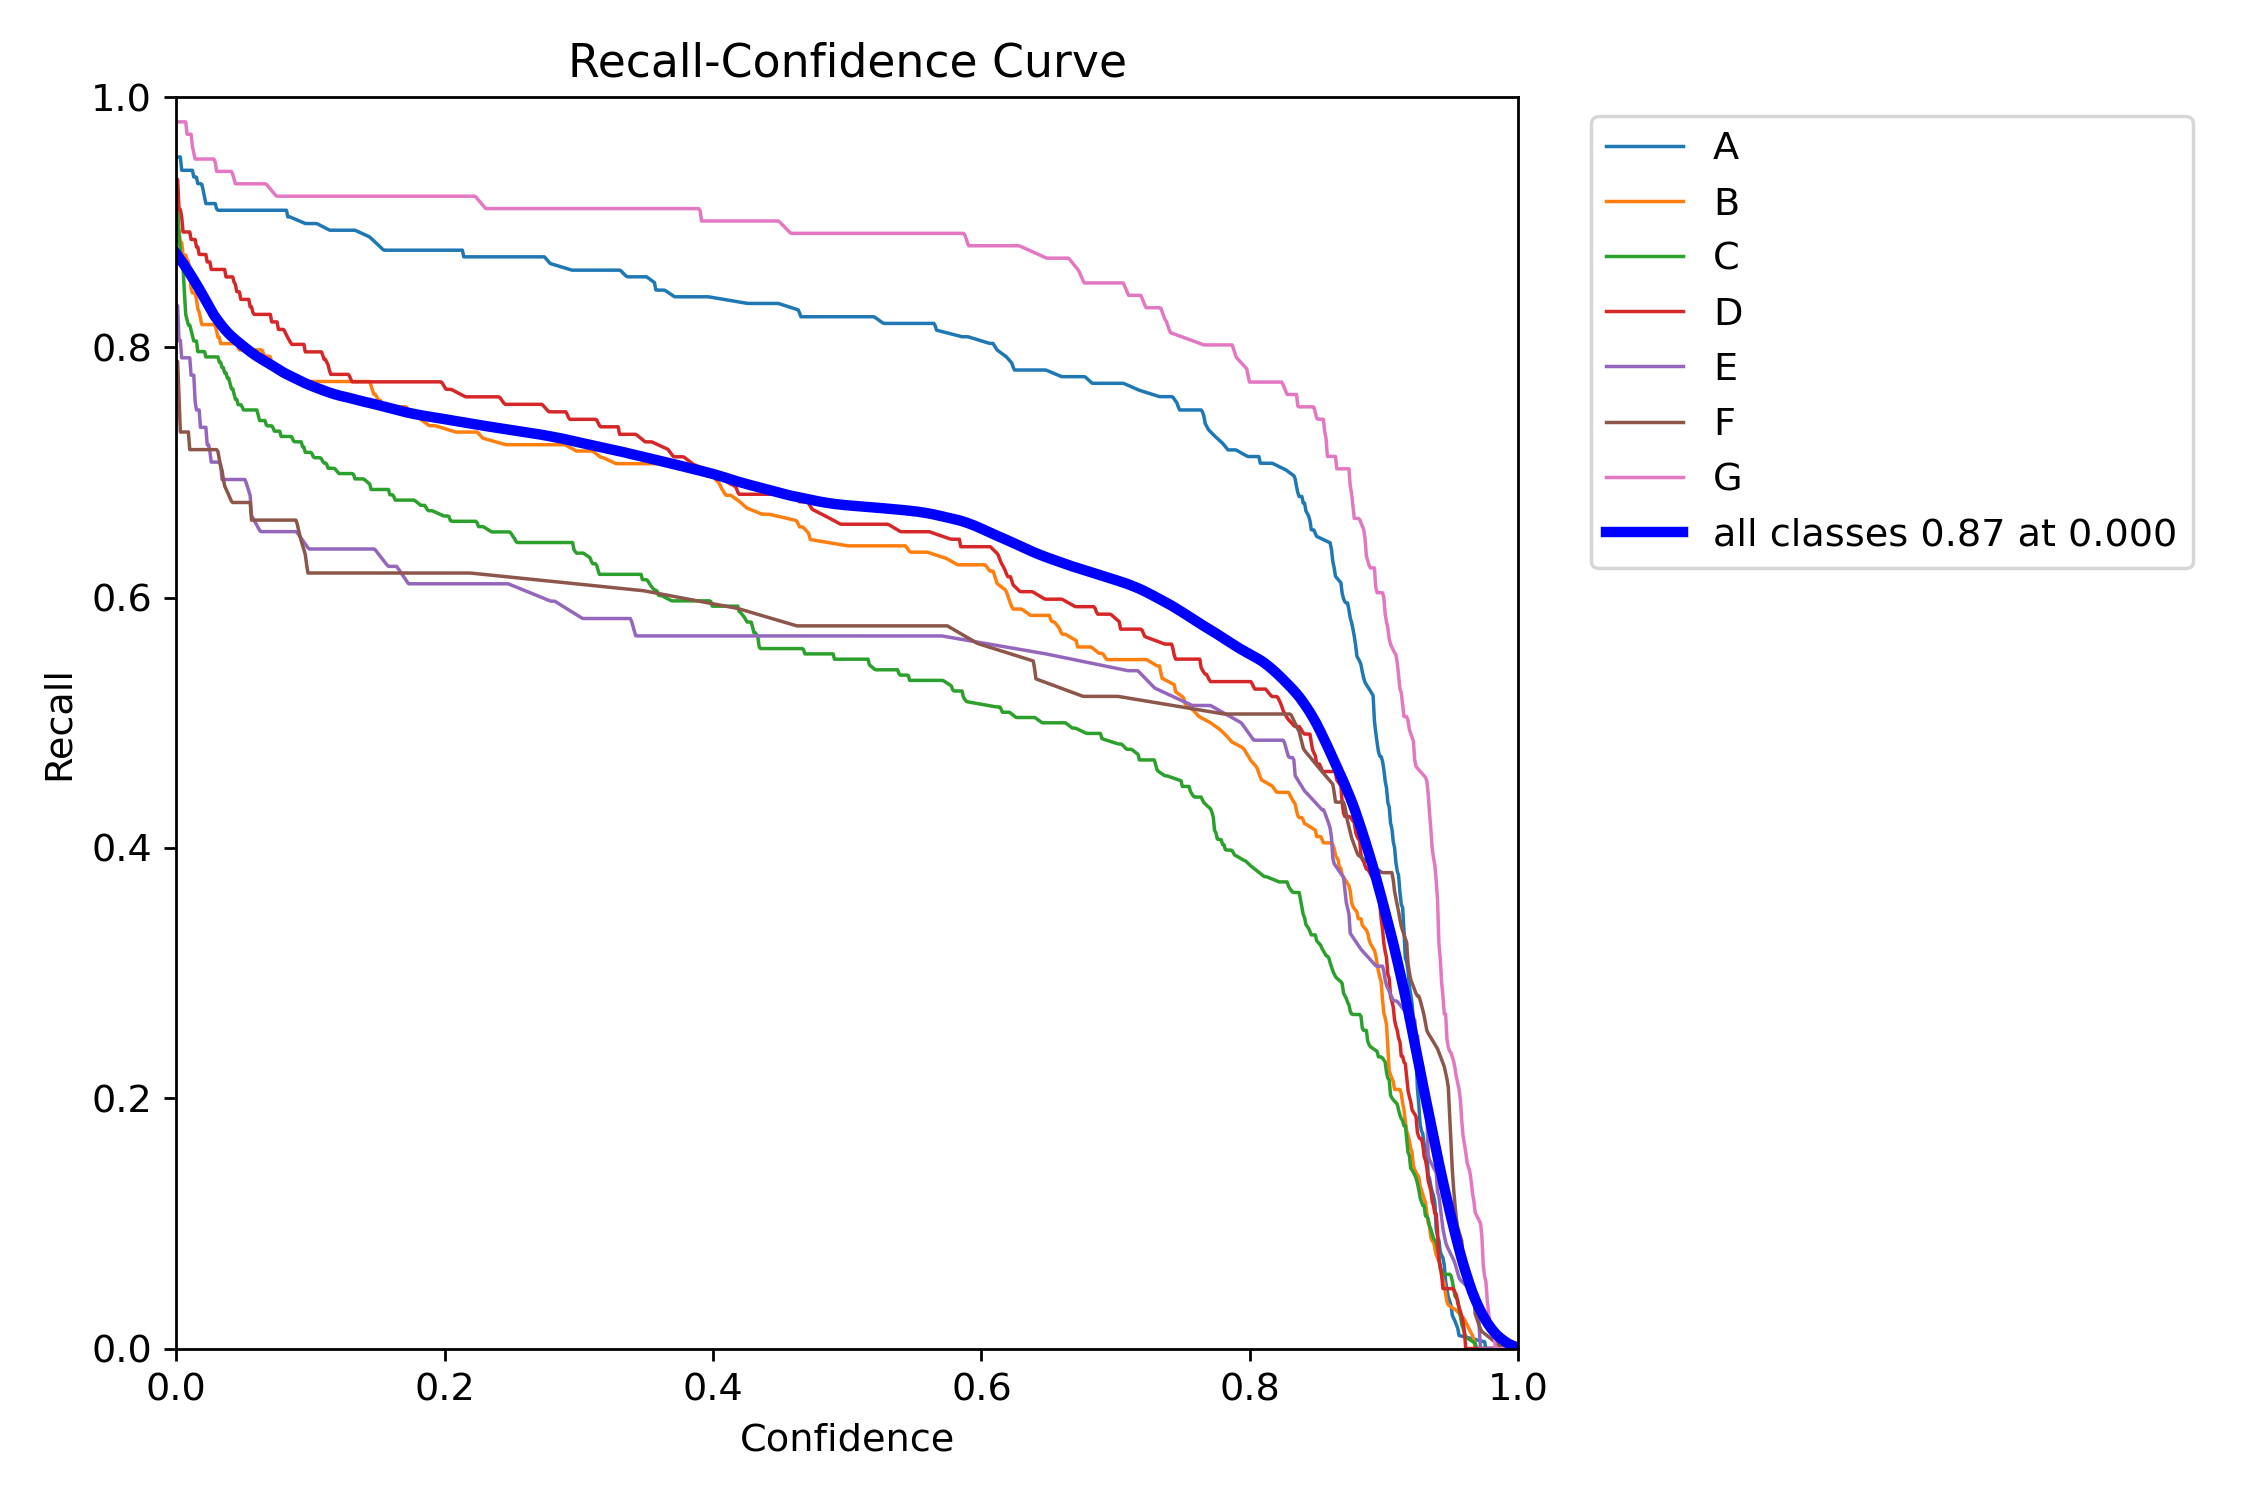 Recall-Confidence Curve
1.0
0.8
0.6
0.4
0.2
0.0
Recall
0.0 0.2 0.4 0.6 0.8 1.0
Confidence
A
B
C
D
E
F
G
all classes 0.87 at 0.000